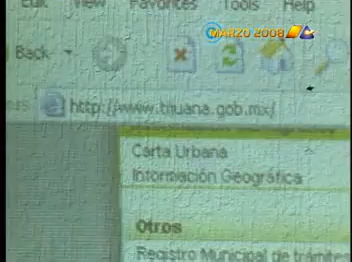 Edit View Favorites Tools Help
MARZO 2008
Back
http://www.tijuana.gob.mx/
Carta Urbana
Información Geográfica
Otros
Registro Municipal de trámites